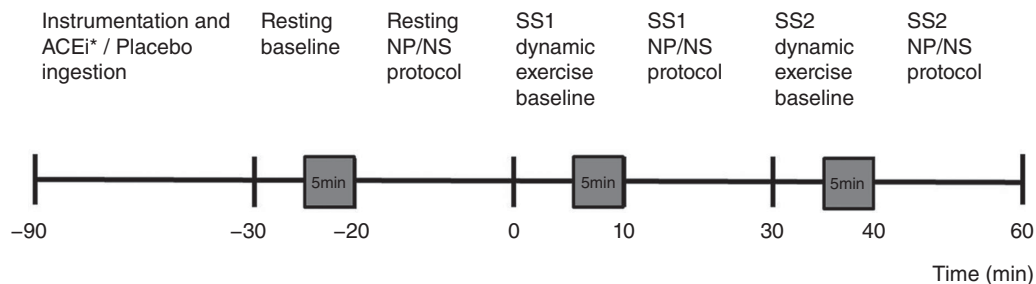 Instrumentation and
ACEi* / Placebo
ingestion
Resting
baseline
Resting
NP/NS
protocol
SS1
dynamic
exercise
baseline
SS1
NP/NS
protocol
SS2
dynamic
exercise
baseline
SS2
NP/NS
protocol
5min 5min 5min
−90 −30 −20 0 10 30 40 60
Time (min)